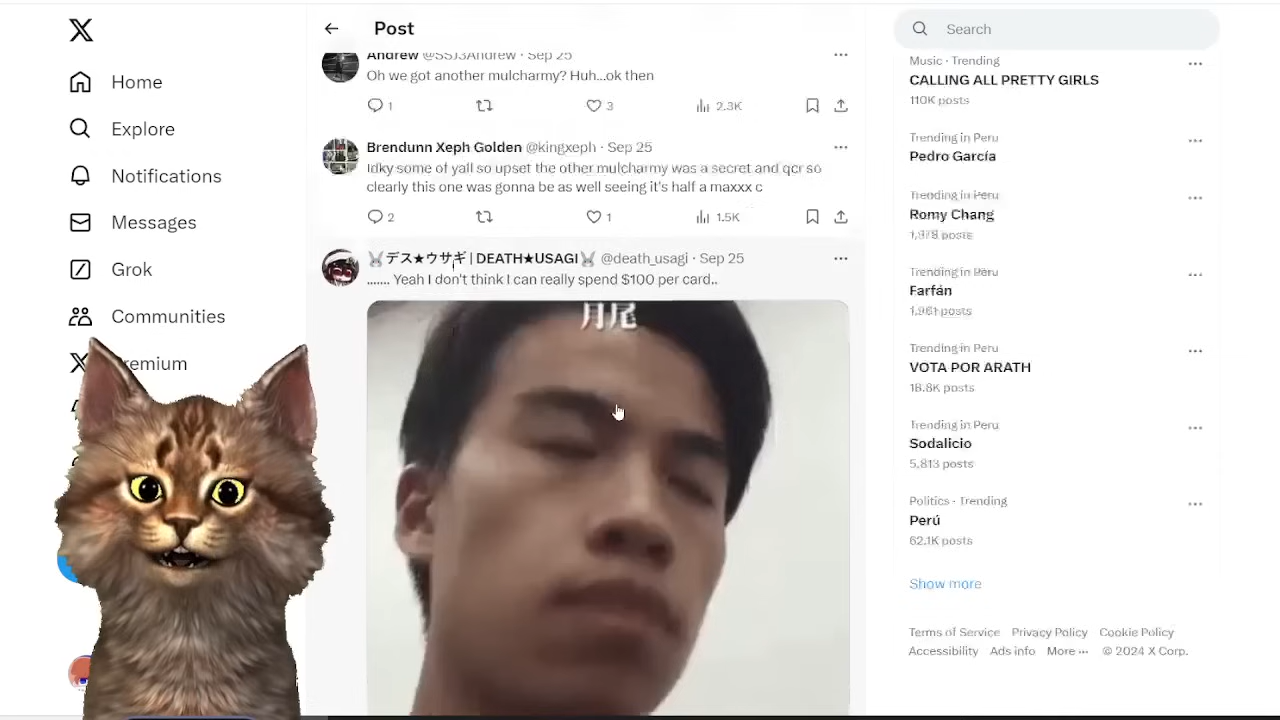 Post
Search
Home
Explore
Notifications
Messages
Grok
Communities
Premium
Andrew @SSJ3Andrew · Sep 25
Oh we got another mulcharmy? Huh...ok then
1 3 2.3K
Brendunn Xeph Golden @kingxeph · Sep 25
Idky some of yall so upset the other mulcharmy was a secret and qcr so
clearly this one was gonna be as well seeing it's half a maxxx c
2 1 1.5K
デス★ウサギ | DEATH★USAGI @death_usagi · Sep 25
....... Yeah I don't think I can really spend $100 per card..
月尾
Music · Trending
CALLING ALL PRETTY GIRLS
110K posts
Trending in Peru
Pedro García
Trending in Peru
Romy Chang
1,978 posts
Trending in Peru
Farfán
1,961 posts
Trending in Peru
VOTA POR ARATH
18.8K posts
Trending in Peru
Sodalicio
5,813 posts
Politics · Trending
Perú
62.1K posts
Show more
Terms of Service Privacy Policy Cookie Policy
Accessibility Ads info More ··· © 2024 X Corp.